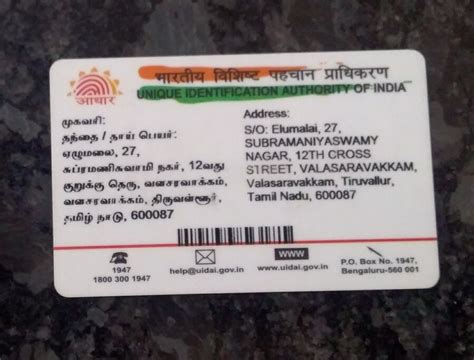 भारतीय विशिष्ट पहचान प्राधिकरण
UNIQUE IDENTIFICATION AUTHORITY OF INDIA
आधार
முகவரி:
தந்தை / தாய் பெயர்:
ஏழுமலை, 27,
சுப்ரமணிசுவாமி நகர், 12வது
குறுக்கு தெரு, வளசரவாக்கம்,
வளசரவாக்கம், திருவள்ளூர்,
தமிழ் நாடு, 600087
Address:
S/O: Elumalai, 27,
SUBRAMANIYASWAMY
NAGAR, 12TH CROSS
STREET, VALASARAVAKKAM,
Valasaravakkam, Tiruvallur,
Tamil Nadu, 600087
1947
1800 300 1947
help@uidai.gov.in
WWW
www.uidai.gov.in
P.O. Box No. 1947,
Bengaluru-560 001